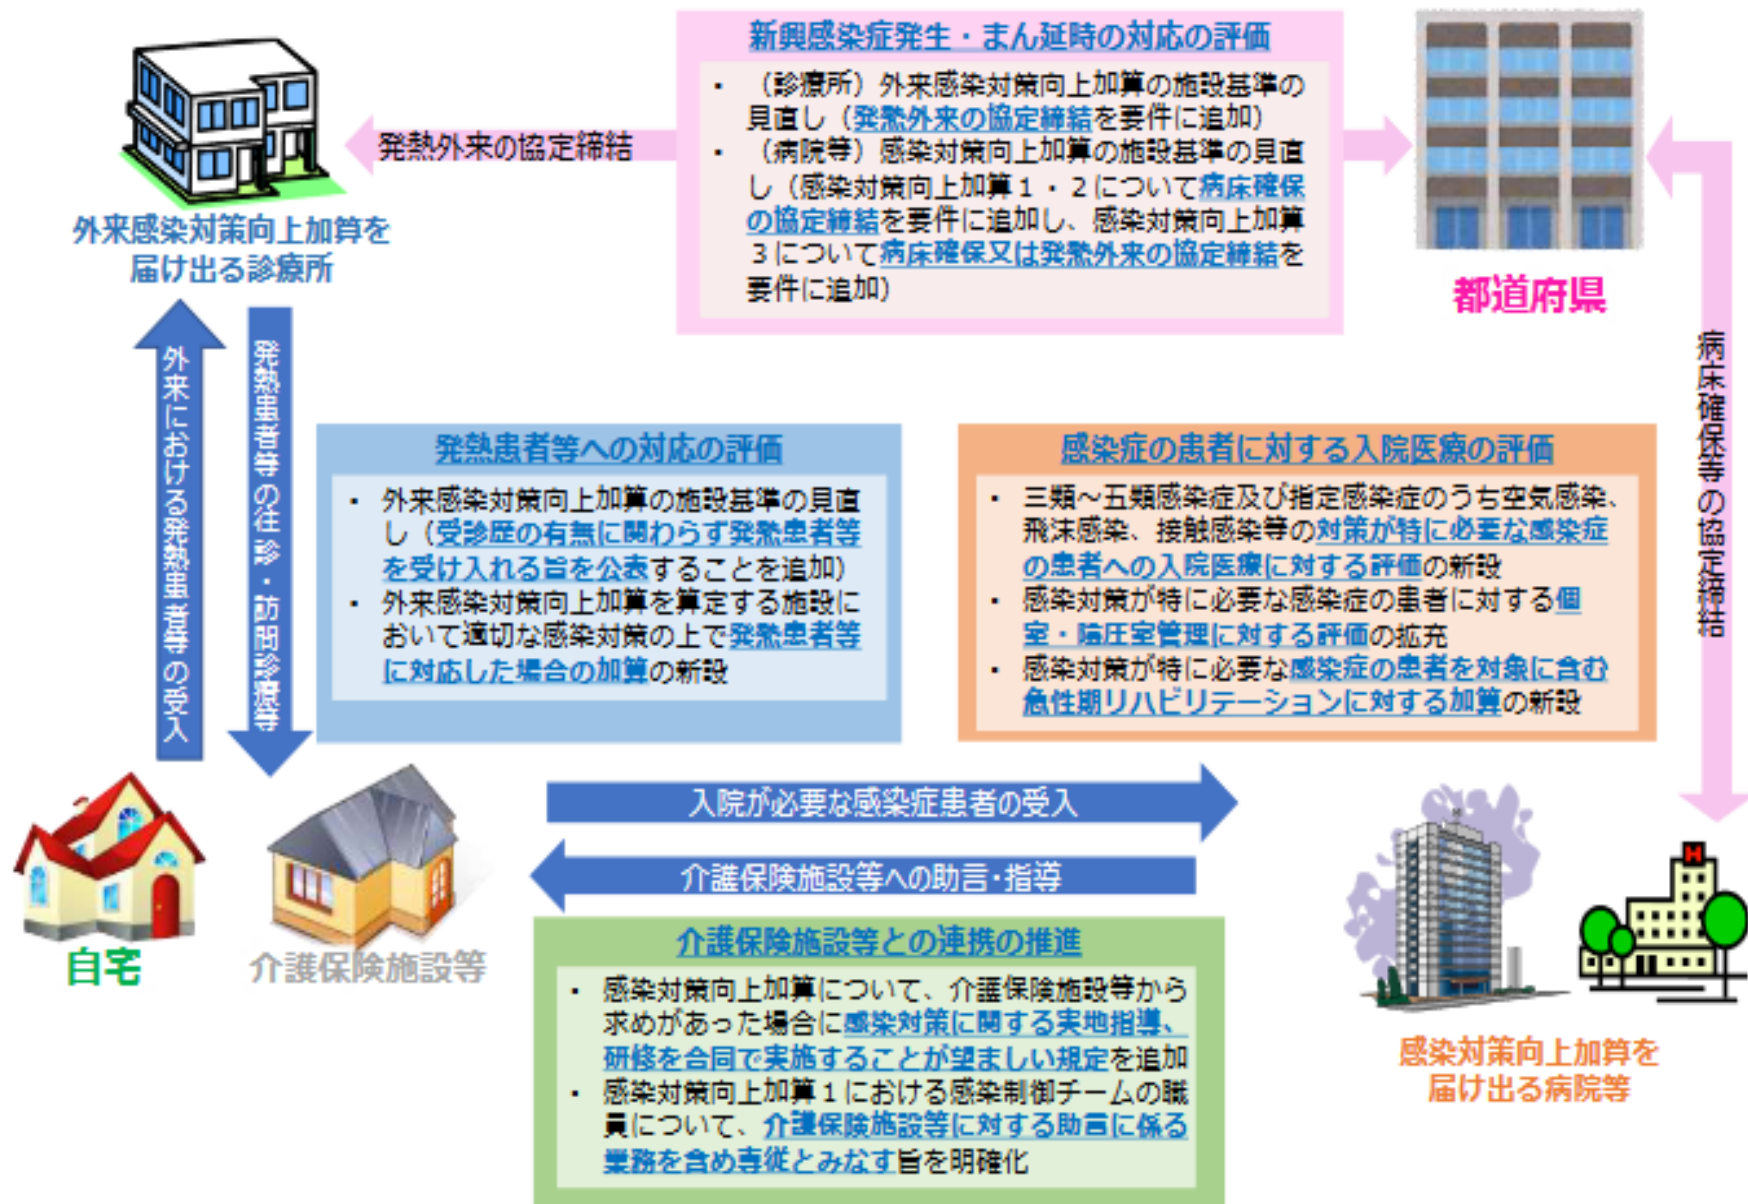 新興感染症発生・まん延時の対応の評価
・ （診療所）外来感染対策向上加算の施設基準の
見直し（発熱外来の協定締結を要件に追加）
・ （病院等）感染対策向上加算の施設基準の見直
し（感染対策向上加算１・２について病床確保
の協定締結を要件に追加し、感染対策向上加算
３について病床確保又は発熱外来の協定締結を
要件に追加）
発熱外来の協定締結
外来感染対策向上加算を
届け出る診療所
都道府県
病床確保等の協定締結
外来における発熱患者等の受入
発熱患者等の往診・訪問診療等
発熱患者等への対応の評価
・ 外来感染対策向上加算の施設基準の見直
し（受診歴の有無に関わらず発熱患者等
を受け入れる旨を公表することを追加）
・ 外来感染対策向上加算を算定する施設に
おいて適切な感染対策の上で発熱患者等
に対応した場合の加算の新設
感染症の患者に対する入院医療の評価
・ 三類～五類感染症及び指定感染症のうち空気感染、
飛沫感染、接触感染等の対策が特に必要な感染症
の患者への入院医療に対する評価の新設
・ 感染対策が特に必要な感染症の患者に対する個
室・陰圧室管理に対する評価の拡充
・ 感染対策が特に必要な感染症の患者を対象に含む
急性期リハビリテーションに対する加算の新設
入院が必要な感染症患者の受入
介護保険施設等への助言・指導
自宅
介護保険施設等
H
介護保険施設等との連携の推進
・ 感染対策向上加算について、介護保険施設等から
求めがあった場合に感染対策に関する実地指導、
研修を合同で実施することが望ましい規定を追加
・ 感染対策向上加算１における感染制御チームの職
員について、介護保険施設等に対する助言に係る
業務を含め専従とみなす旨を明確化
感染対策向上加算を
届け出る病院等